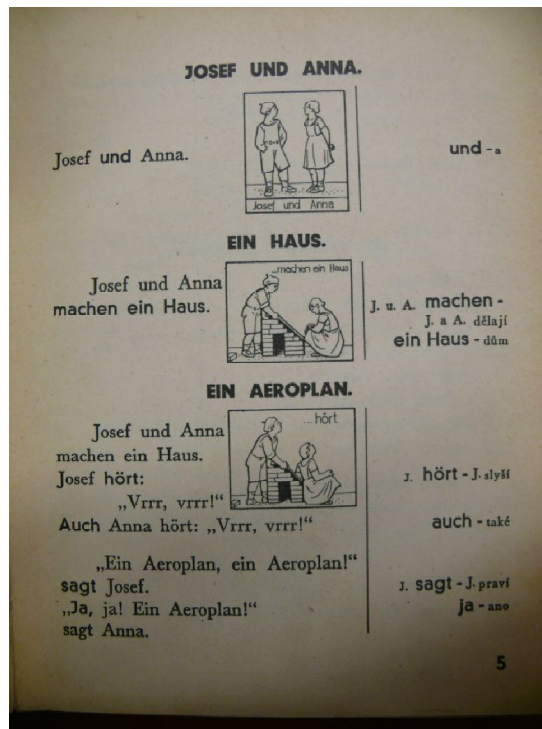 JOSEF UND ANNA.
Josef und Anna.
Josef und Anna
und - a
EIN HAUS.
Josef und Anna
machen ein Haus.
...machen ein Haus
J. u. A. machen -
J. a A. dělají
ein Haus - dům
EIN AEROPLAN.
Josef und Anna
machen ein Haus.
Josef hört:
„Vrrr, vrrr!“
Auch Anna hört: „Vrrr, vrrr!“
...hört
J. hört - J. slyší
auch - také
„Ein Aeroplan, ein Aeroplan!“
sagt Josef.
„Ja, ja! Ein Aeroplan!“
sagt Anna.
J. sagt - J. praví
ja - ano
5